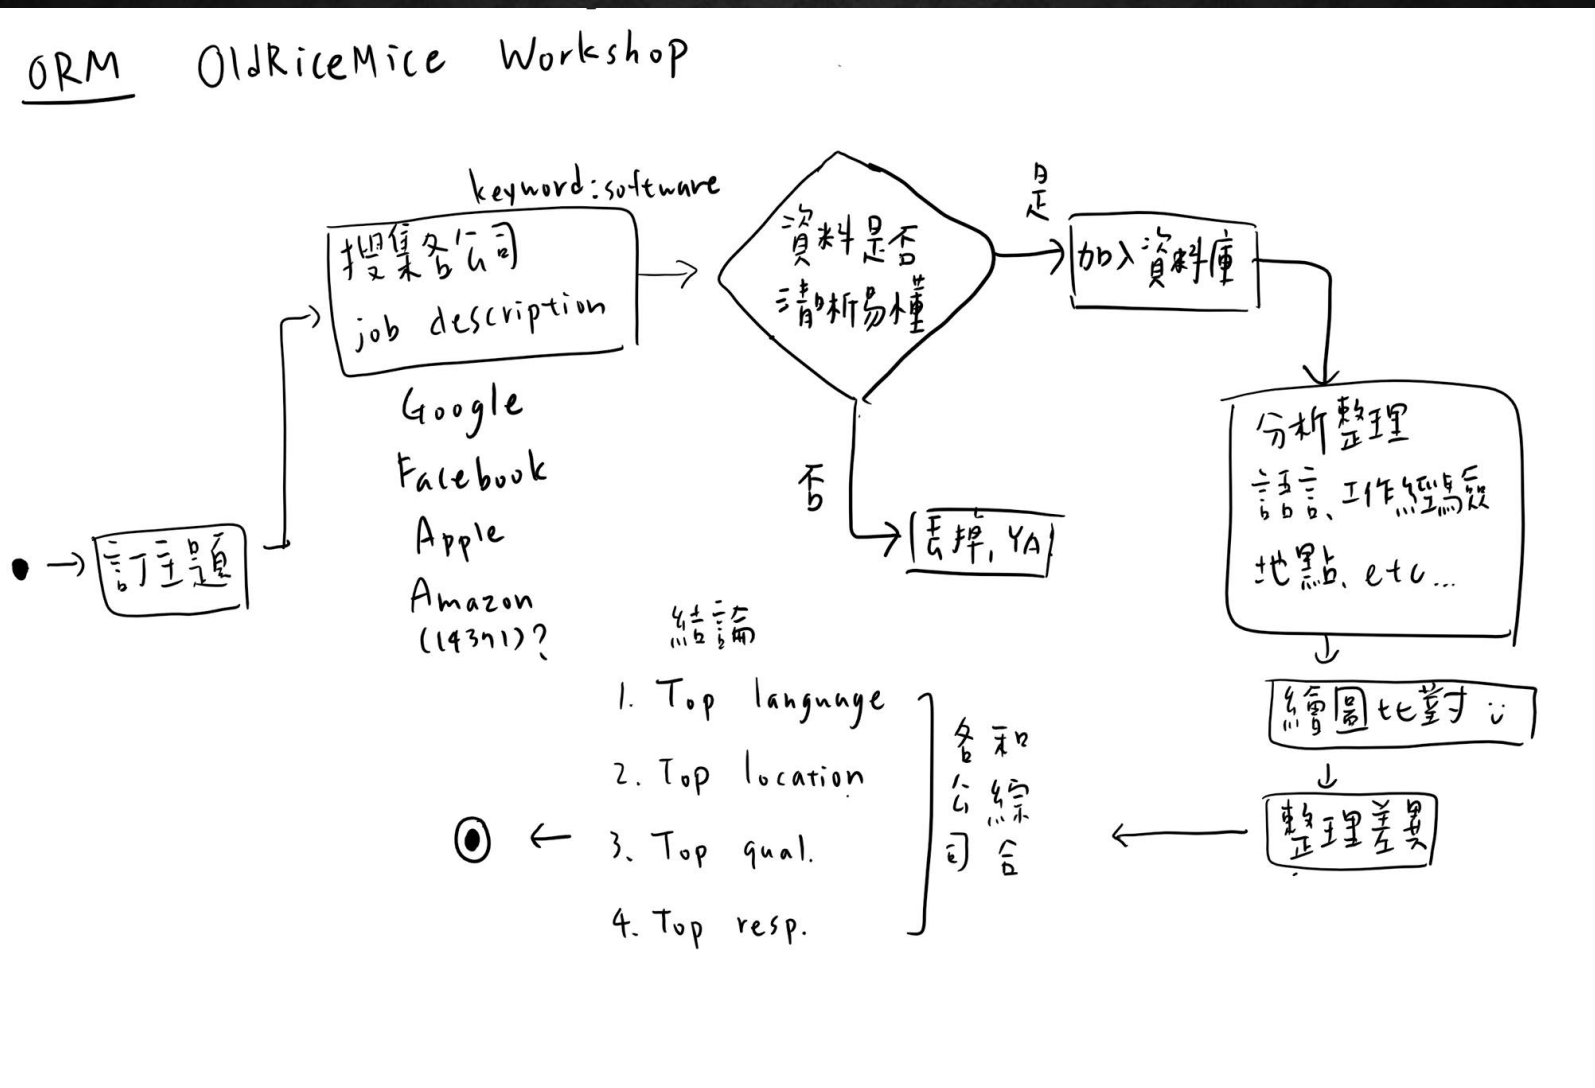 ORM OldRiceMice Workshop
訂主題
keyword:software
搜集各公司
job description
Google
Facebook
Apple
Amazon
(14371)?
資料是否
清晰易懂
是
加入資料庫
否
丟掉, YA
分析整理
語言、工作經驗
地點、etc...
繪圖比對 ü
整理差異
結論
1. Top language
2. Top location
3. Top qual.
4. Top resp.
各公司
和綜合